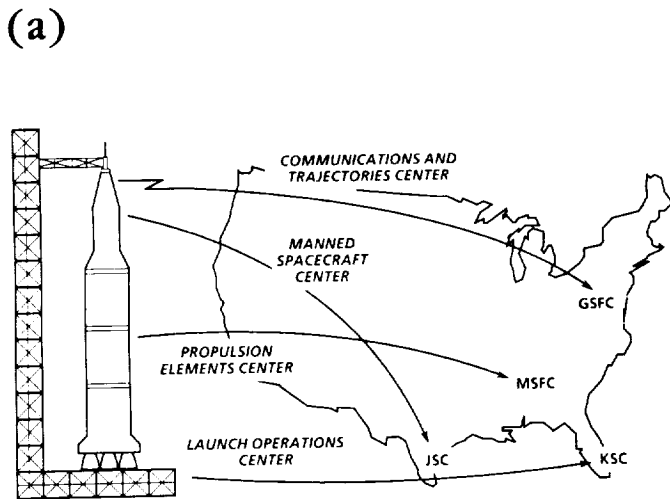 (a)
COMMUNICATIONS AND
TRAJECTORIES CENTER
MANNED
SPACECRAFT
CENTER
GSFC
PROPULSION
ELEMENTS CENTER
MSFC
LAUNCH OPERATIONS
CENTER
JSC
KSC